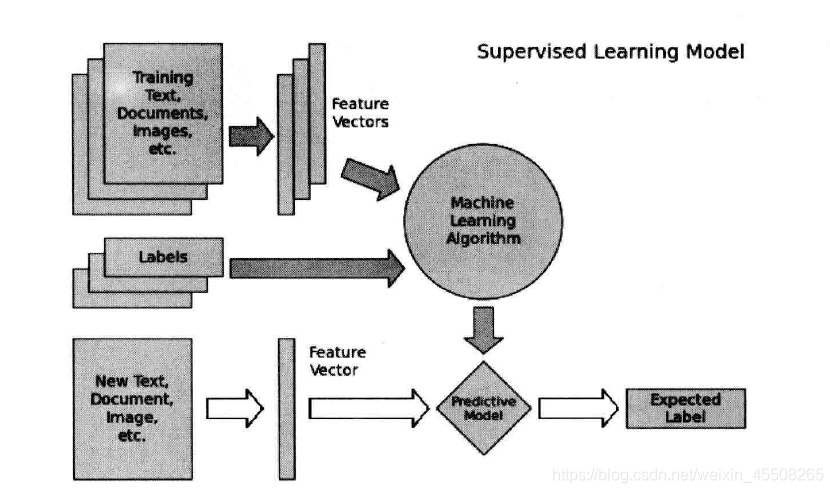 Supervised Learning Model
Training
Text,
Documents,
Images,
etc.
Feature
Vectors
Machine
Learning
Algorithm
Labels
New Text,
Document,
Image,
etc.
Feature
Vector
Predictive
Model
Expected
Label
https://blog.csdn.net/weixin_45508265